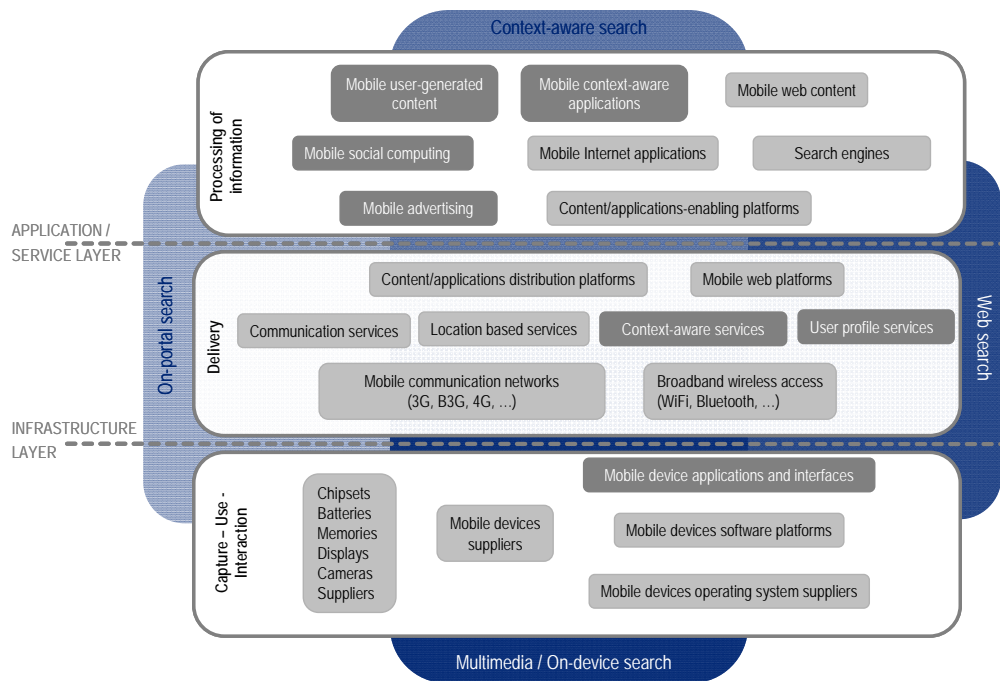 Context-aware search
Processing of
information
Mobile user-generated
content
Mobile context-aware
applications
Mobile web content
Mobile social computing
Mobile Internet applications
Search engines
Mobile advertising
Content/applications-enabling platforms
APPLICATION /
SERVICE LAYER
On-portal search
Web search
Delivery
Content/applications distribution platforms
Mobile web platforms
Communication services
Location based services
Context-aware services
User profile services
Mobile communication networks
(3G, B3G, 4G, …)
Broadband wireless access
(WiFi, Bluetooth, …)
INFRASTRUCTURE
LAYER
Capture – Use -
Interaction
Chipsets
Batteries
Memories
Displays
Cameras
Suppliers
Mobile devices
suppliers
Mobile device applications and interfaces
Mobile devices software platforms
Mobile devices operating system suppliers
Multimedia / On-device search